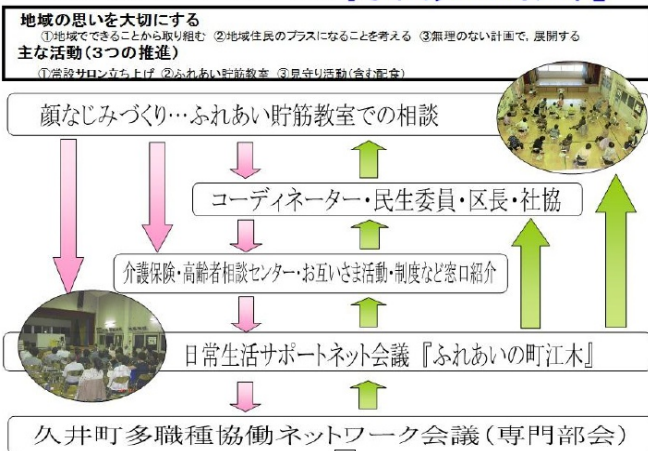 地域の思いを大切にする
①地域でできることから取り組む ②地域住民のプラスになることを考える ③無理のない計画で,展開する
主な活動(3つの推進)
①常設サロン立ち上げ ②ふれあい貯筋教室 ③見守り活動(含む配食)
顔なじみづくり…ふれあい貯筋教室での相談
コーディネーター・民生委員・区長・社協
介護保険・高齢者相談センター・お互いさま活動・制度など窓口紹介
日常生活サポートネット会議『ふれあいの町江木』
久井町多職種協働ネットワーク会議(専門部会)